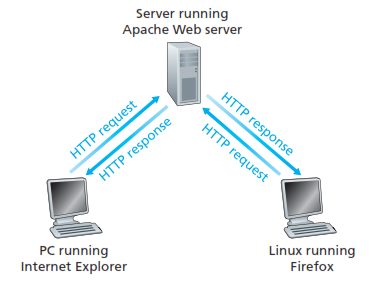 Server running
Apache Web server
HTTP request
HTTP response
HTTP response
HTTP request
PC running
Internet Explorer
Linux running
Firefox